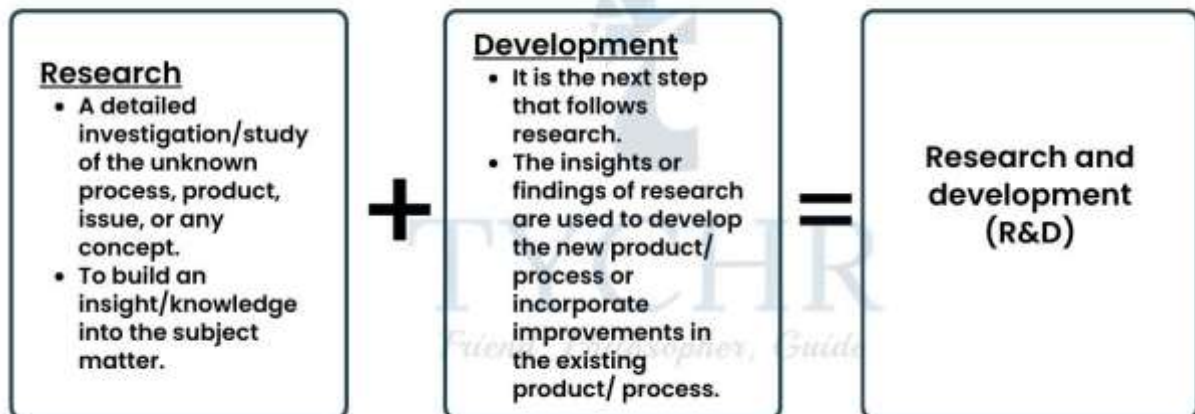 Research
• A detailed
investigation/study
of the unknown
process, product,
issue, or any
concept.
• To build an
insight/knowledge
into the subject
matter.
+
Development
• It is the next step
that follows
research.
• The insights or
findings of research
are used to develop
the new product/
process or
incorporate
improvements in
the existing
product/ process.
=
Research and
development
(R&D)
TYCHR
Friend, Philosopher, Guide